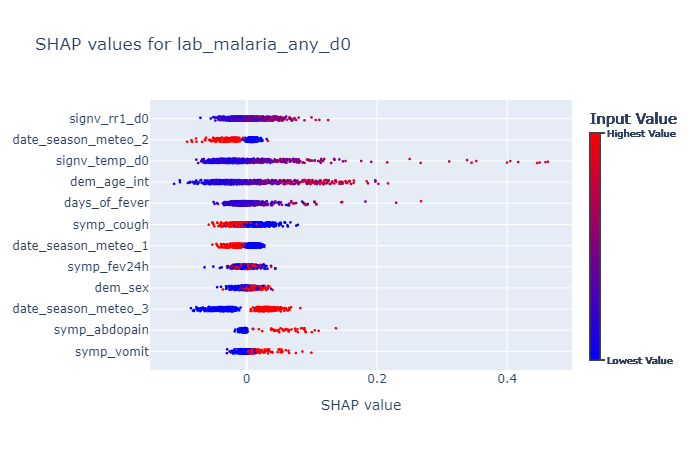 SHAP values for lab_malaria_any_d0
Input Value
Highest Value
signv_rr1_d0
date_season_meteo_2
signv_temp_d0
dem_age_int
days_of_fever
symp_cough
date_season_meteo_1
symp_fev24h
dem_sex
date_season_meteo_3
symp_abdopain
symp_vomit
Lowest Value
0
0.2
0.4
SHAP value